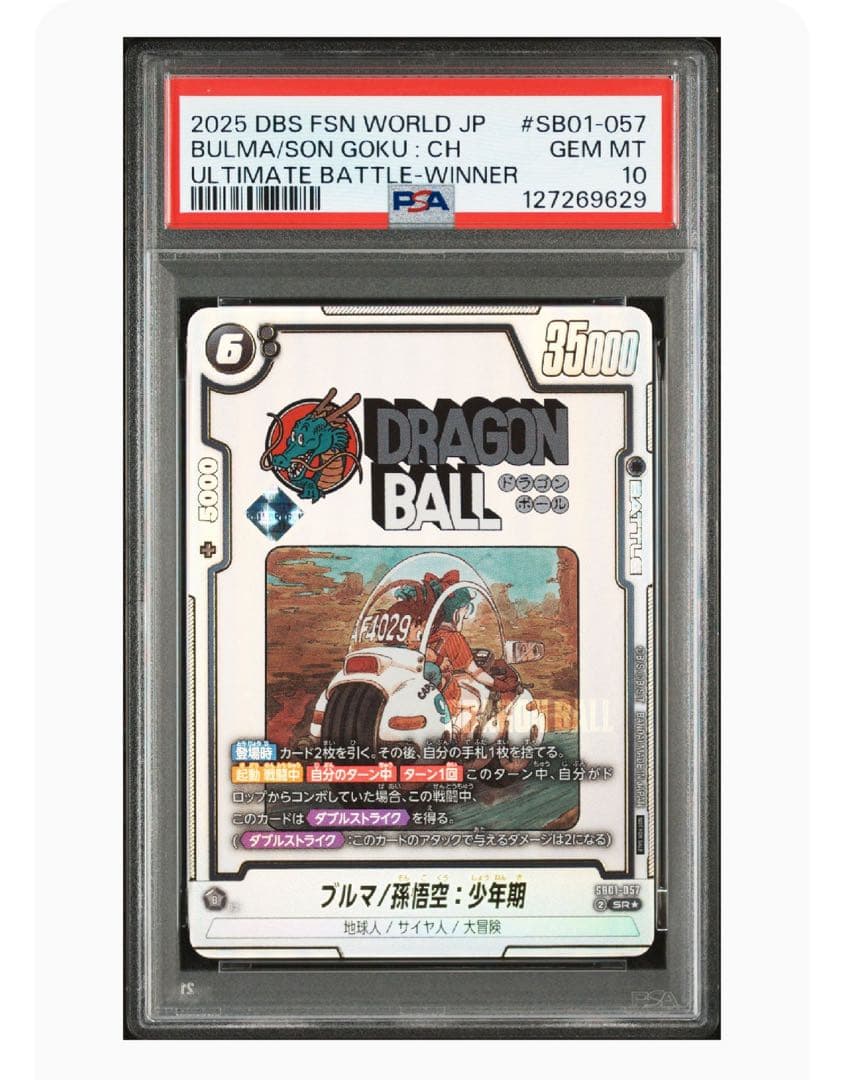 2025 DBS FSN WORLD JP #SB01-057
BULMA/SON GOKU : CH GEM MT
ULTIMATE BATTLE-WINNER 10
PSA 127269629
6 35000
DRAGON
BALL
ドラゴン
ボール
+ 5000
BATTLE
AF4029
登場時 カード2枚を引く。その後、自分の手札1枚を捨てる。
起動 戦闘中 自分のターン中 ターン1回 このターン中、自分がド
ロップからコンボしていた場合、この戦闘中、
このカードは ダブルストライク を得る。
( ダブルストライク :このカードのアタックで与えるダメージは2になる)
SB01-057
ブルマ/孫悟空:少年期
2 SR★
地球人/サイヤ人/大冒険
21
PSA